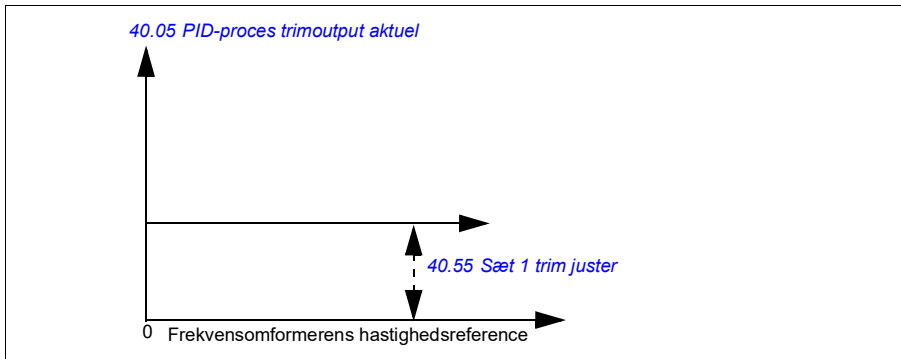 40.05 PID-proces trimoutput aktuel
40.55 Sæt 1 trim juster
0
Frekvensomformerens hastighedsreference